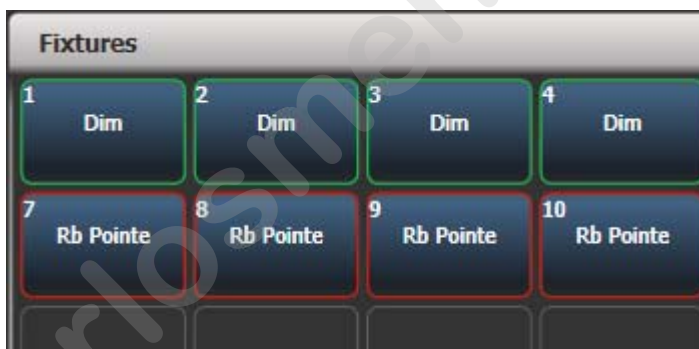 Fixtures
1 2 3 4
Dim Dim Dim Dim
7 8 9 10
Rb Pointe Rb Pointe Rb Pointe Rb Pointe